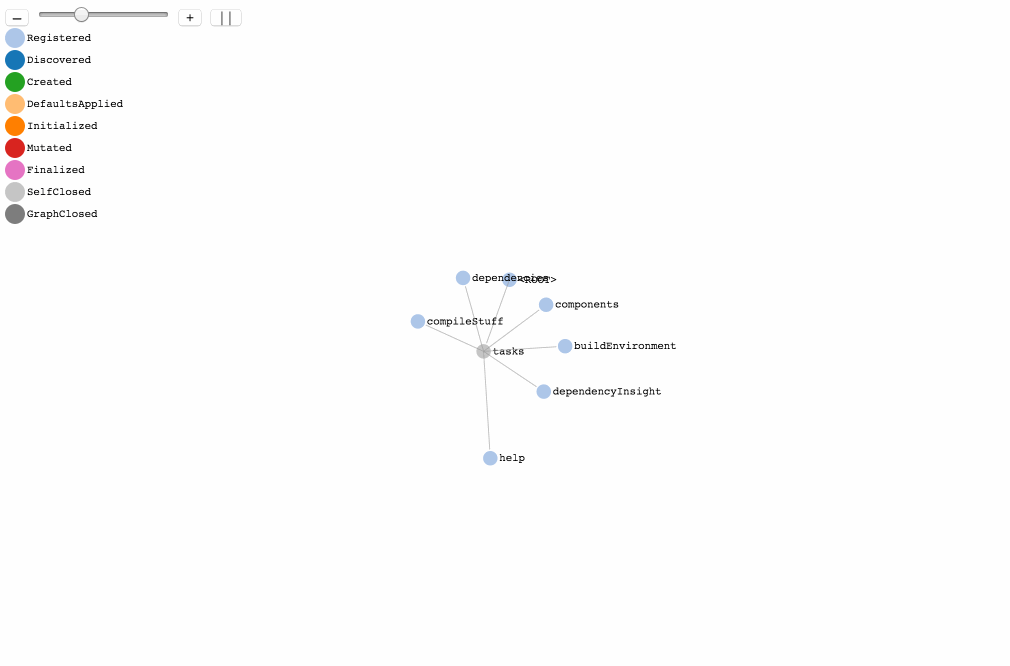 – + ||
Registered
Discovered
Created
DefaultsApplied
Initialized
Mutated
Finalized
SelfClosed
GraphClosed
dependencies
<ROOT>
components
compileStuff
buildEnvironment
tasks
dependencyInsight
help